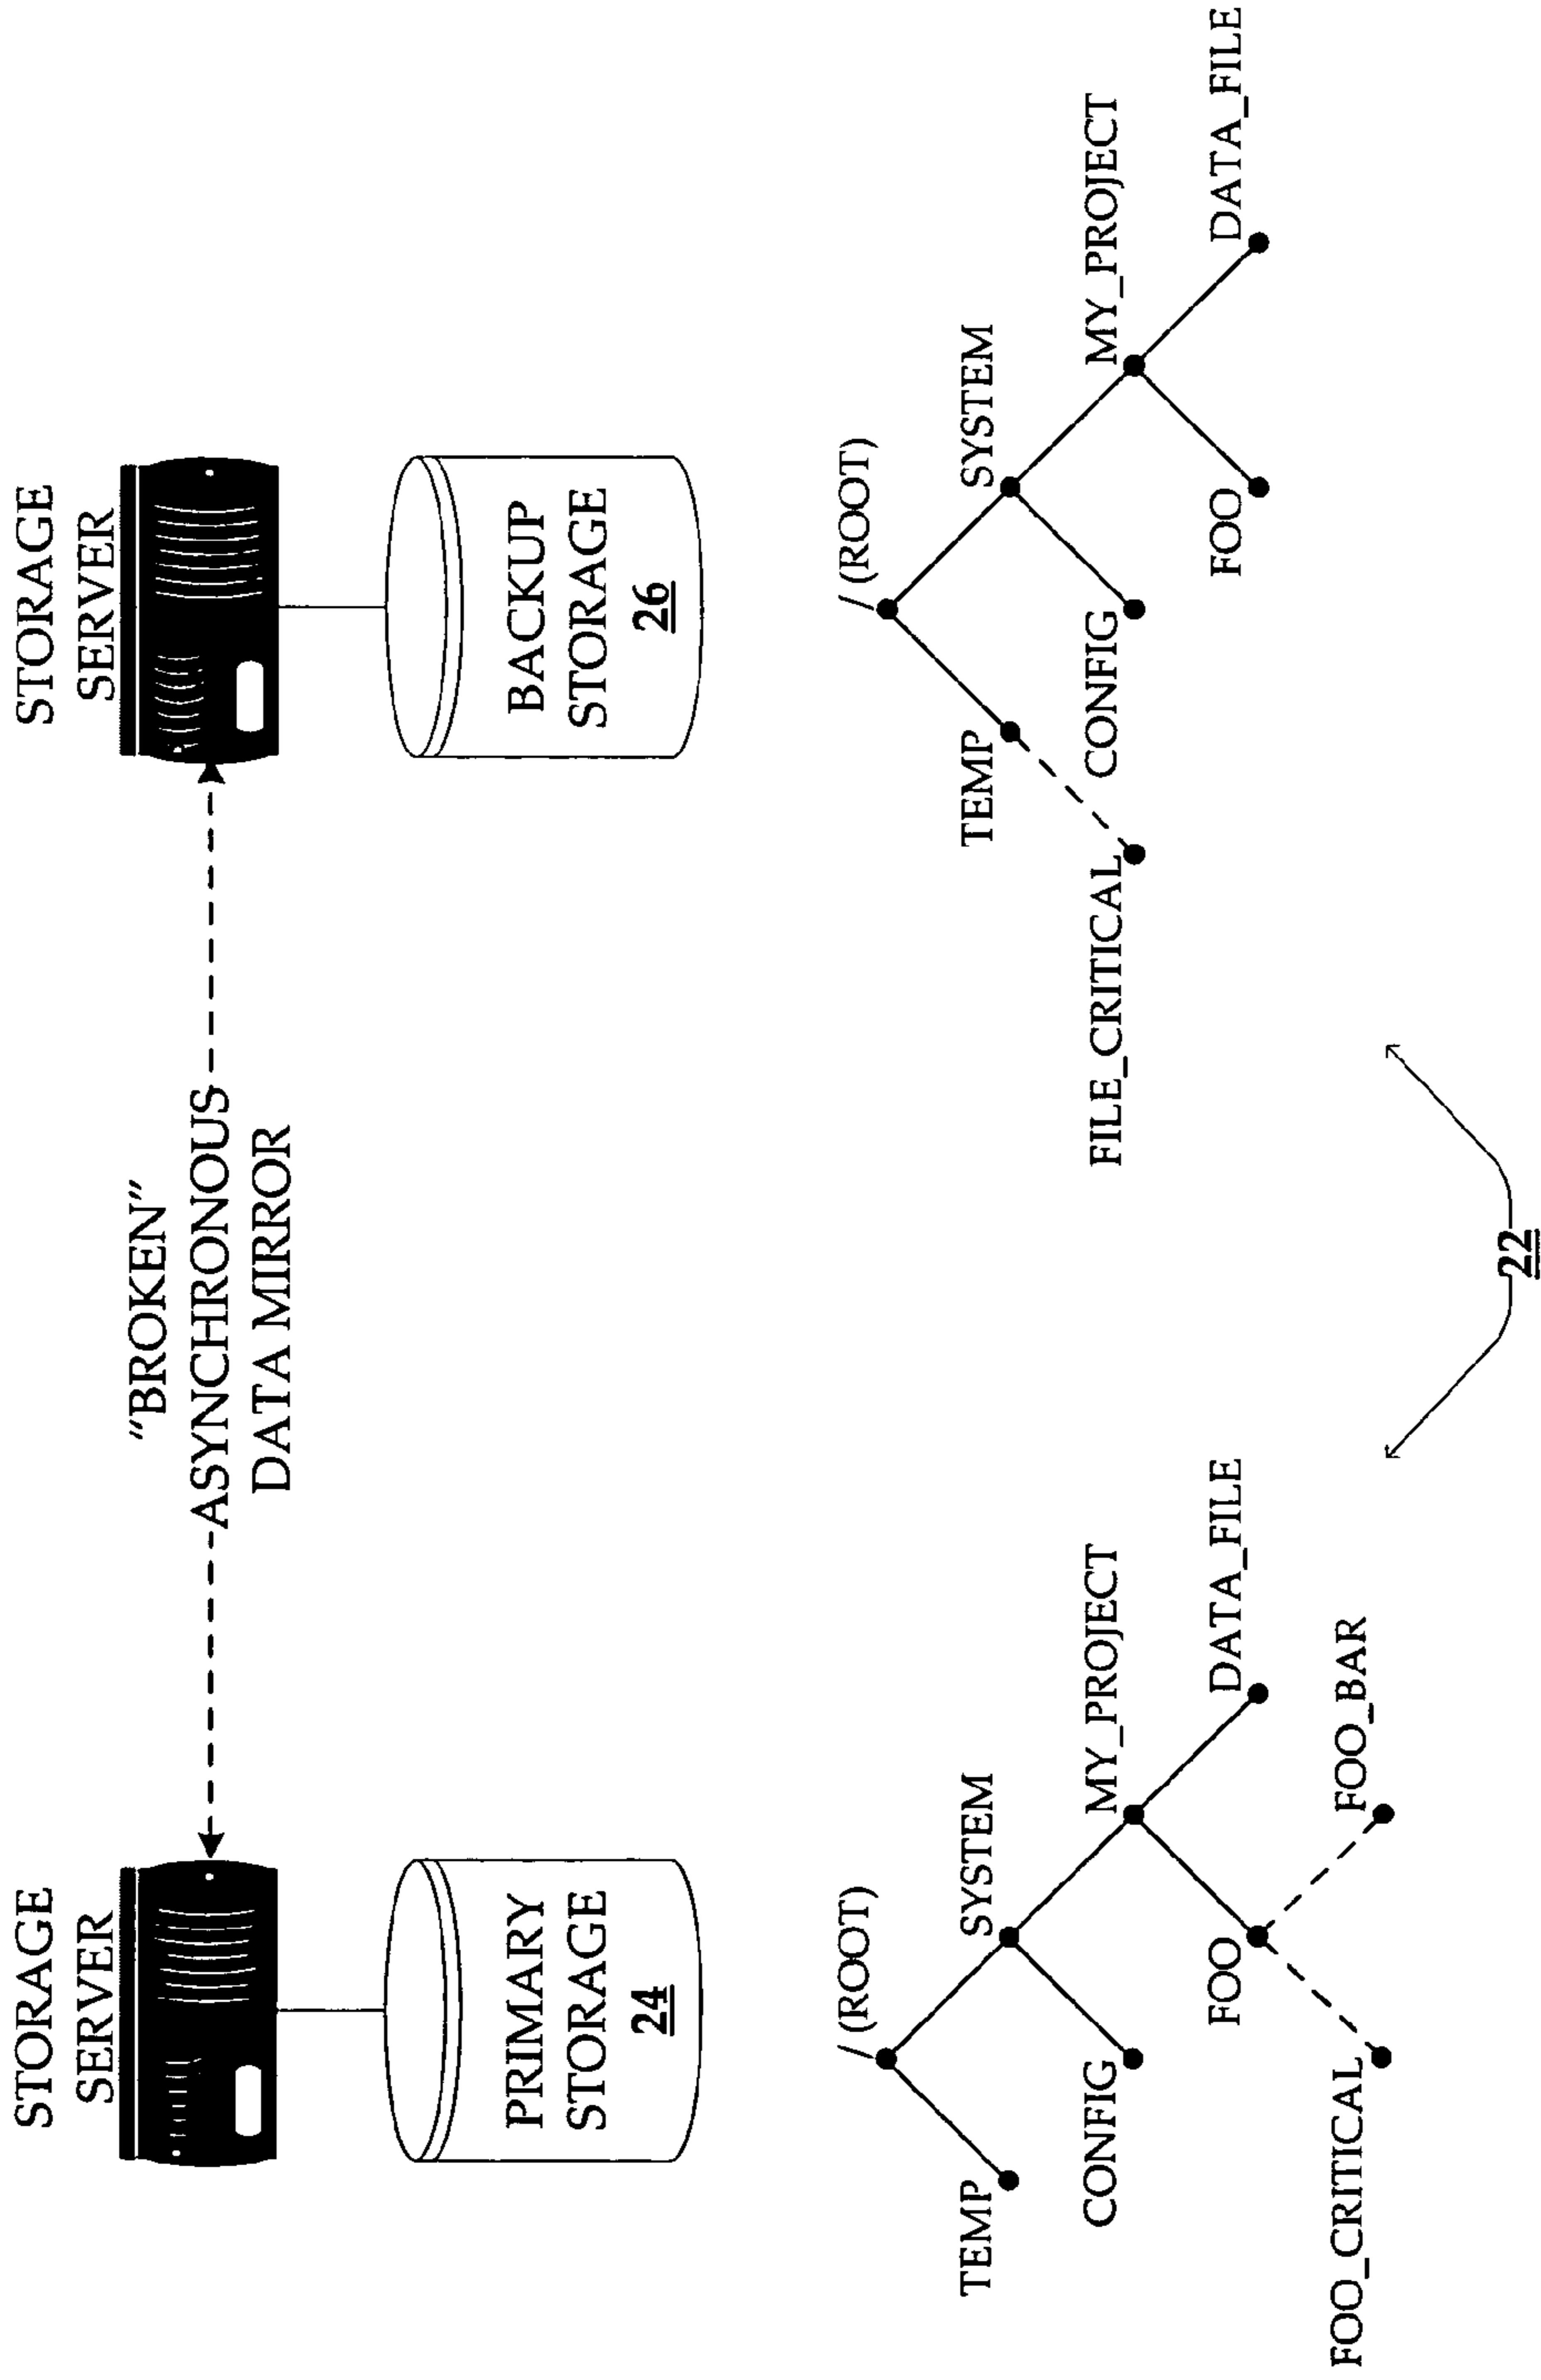 STORAGE
SERVER
"BROKEN"
ASYNCHRONOUS
DATA MIRROR
STORAGE
SERVER
PRIMARY
STORAGE
24
BACKUP
STORAGE
26
/ (ROOT)
TEMP
SYSTEM
CONFIG
MY_PROJECT
FOO
DATA_FILE
FOO_CRITICAL
FOO_BAR
/ (ROOT)
TEMP
SYSTEM
FILE_CRITICAL
CONFIG
MY_PROJECT
FOO
DATA_FILE
22